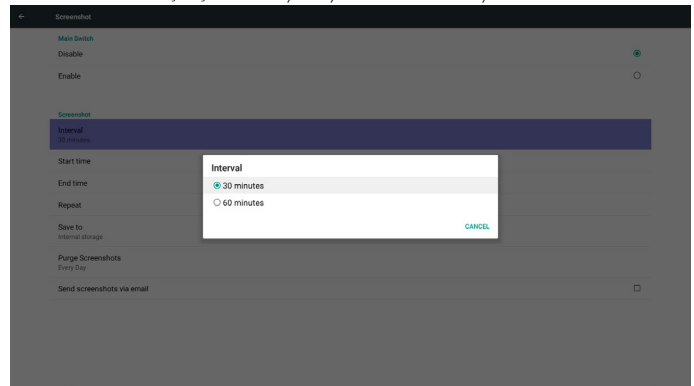 Screenshot
Main Switch
Disable
Enable
Screenshot
Interval
30 minutes
Start time
End time
Repeat
Save to
Internal storage
Purge Screenshots
Every Day
Send screenshots via email
Interval
30 minutes
60 minutes
CANCEL